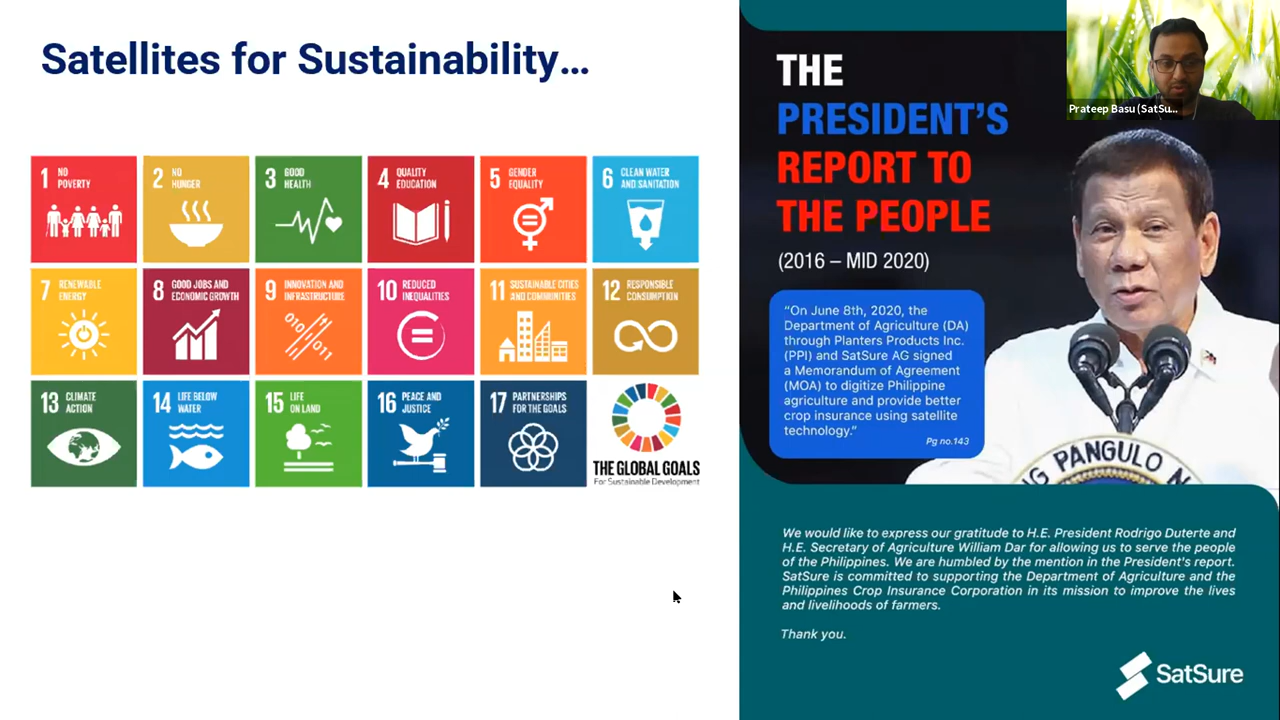 Satellites for Sustainability...
1 NO
POVERTY
2 NO
HUNGER
3 GOOD
HEALTH
4 QUALITY
EDUCATION
5 GENDER
EQUALITY
6 CLEAN WATER
AND SANITATION
7 RENEWABLE
ENERGY
8 GOOD JOBS AND
ECONOMIC GROWTH
9 INNOVATION AND
INFRASTRUCTURE
10 REDUCED
INEQUALITIES
11 SUSTAINABLE CITIES
AND COMMUNITIES
12 RESPONSIBLE
CONSUMPTION
13 CLIMATE
ACTION
14 LIFE BELOW
WATER
15 LIFE
ON LAND
16 PEACE AND
JUSTICE
17 PARTNERSHIPS
FOR THE GOALS
THE GLOBAL GOALS
For Sustainable Development
THE
PRESIDENT'S
REPORT TO
THE PEOPLE
(2016 – MID 2020)
"On June 8th, 2020, the
Department of Agriculture (DA)
through Planters Products Inc.
(PPI) and SatSure AG signed
a Memorandum of Agreement
(MOA) to digitize Philippine
agriculture and provide better
crop insurance using satellite
technology."
Pg no.143
Prateep Basu (SatSu...
NG PANGULO N
We would like to express our gratitude to H.E. President Rodrigo Duterte and
H.E. Secretary of Agriculture William Dar for allowing us to serve the people
of the Philippines. We are humbled by the mention in the President's report.
SatSure is committed to supporting the Department of Agriculture and the
Philippines Crop Insurance Corporation in its mission to improve the lives
and livelihoods of farmers.
Thank you.
SatSure